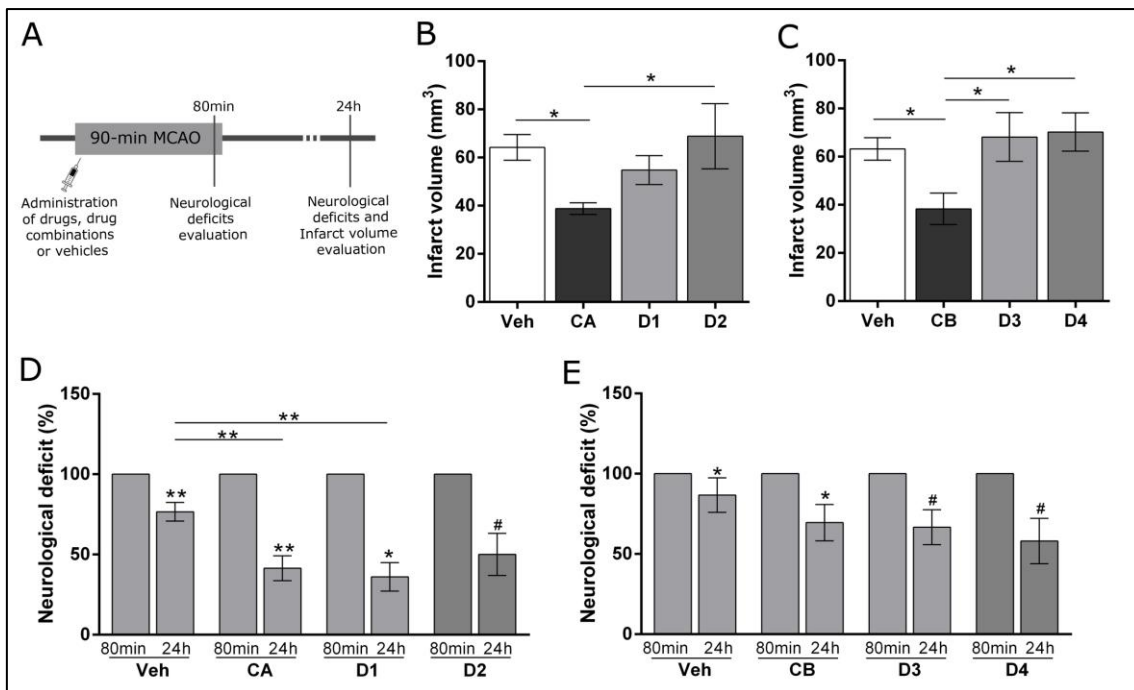 A
80min
24h
90-min MCAO
Administration
of drugs, drug
combinations
or vehicles
Neurological
deficits
evaluation
Neurological
deficits and
Infarct volume
evaluation
B
Infarct volume (mm³)
80
60
40
20
0
*
*
Veh CA D1 D2
C
Infarct volume (mm³)
100
80
60
40
20
0
*
*
*
Veh CB D3 D4
D
Neurological deficit (%)
150
100
50
0
**
**
** ** * #
80min 24h 80min 24h 80min 24h 80min 24h
Veh CA D1 D2
E
Neurological deficit (%)
150
100
50
0
* * # #
80min 24h 80min 24h 80min 24h 80min 24h
Veh CB D3 D4